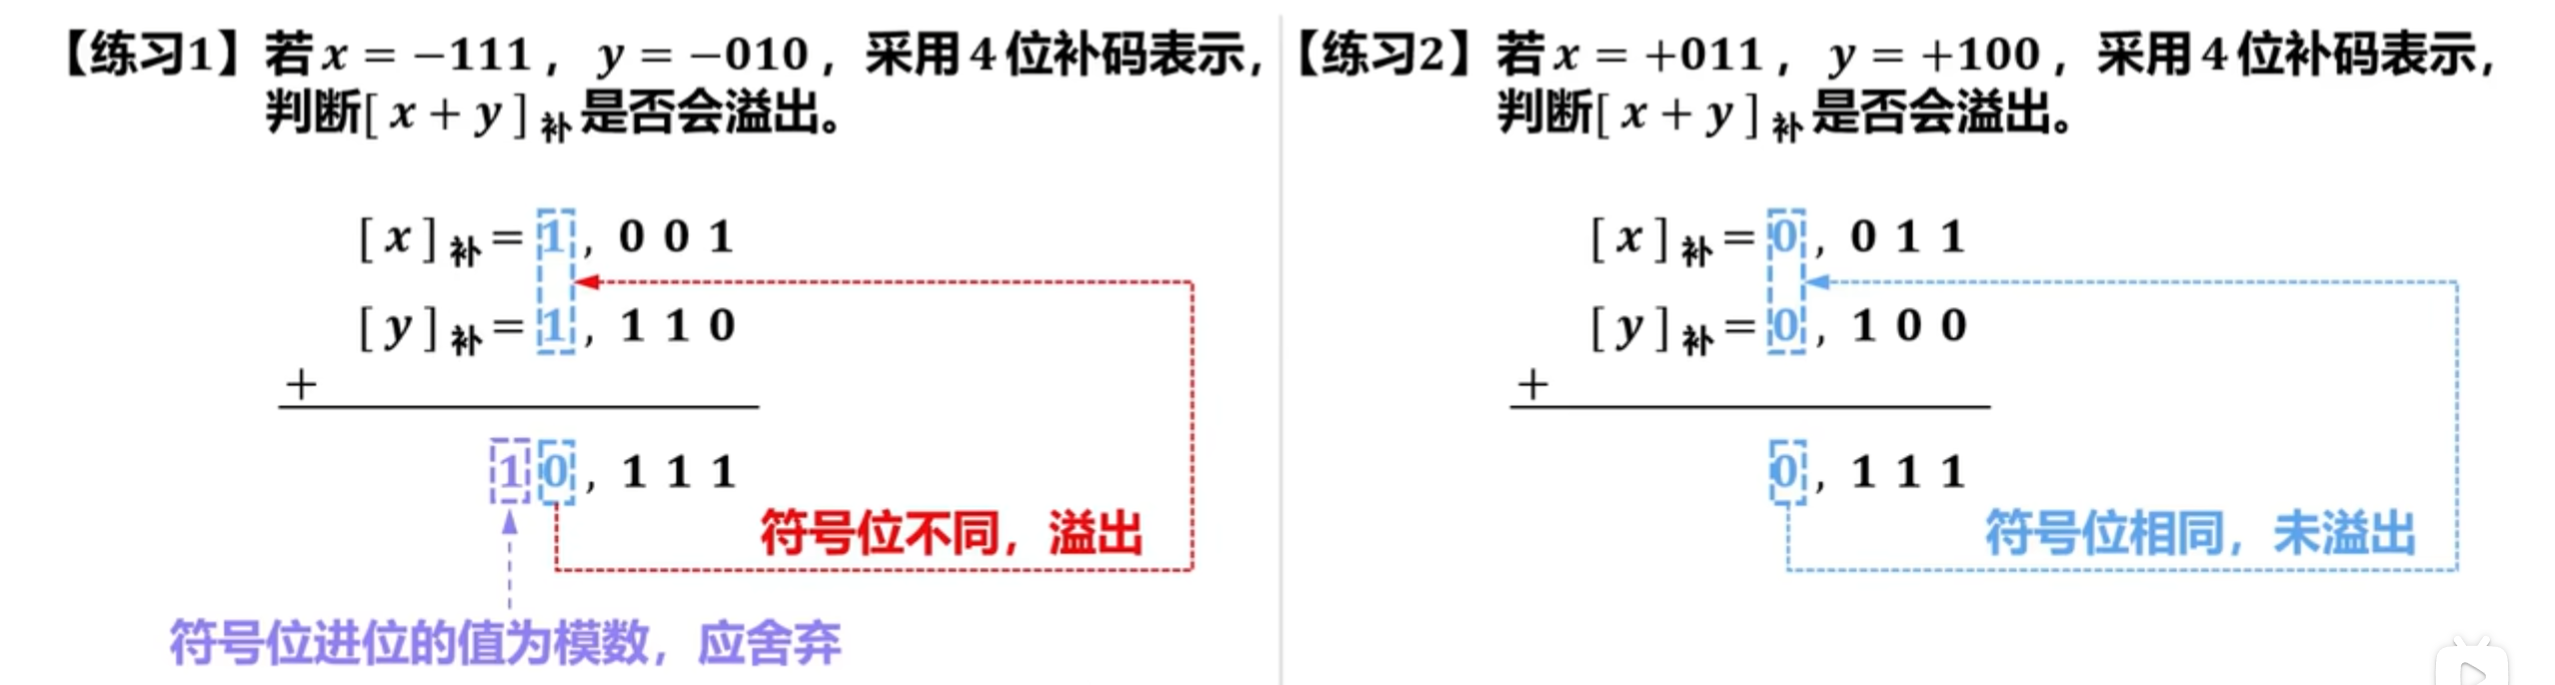 【练习1】若 x = −111， y = −010，采用 4 位补码表示，
判断[ x + y ]补 是否会溢出。
[ x ]补 = 1 , 0 0 1
[ y ]补 = 1 , 1 1 0
+
1 0 , 1 1 1
符号位不同，溢出
符号位进位的值为模数，应舍弃
【练习2】若 x = +011， y = +100，采用 4 位补码表示，
判断[ x + y ]补 是否会溢出。
[ x ]补 = 0 , 0 1 1
[ y ]补 = 0 , 1 0 0
+
0 , 1 1 1
符号位相同，未溢出